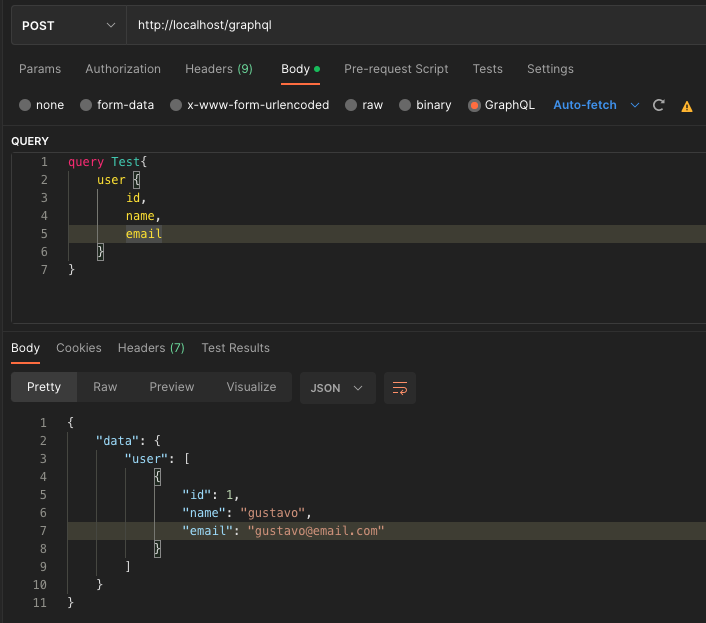 POST http://localhost/graphql
Params Authorization Headers (9) Body Pre-request Script Tests Settings
none form-data x-www-form-urlencoded raw binary GraphQL Auto-fetch
QUERY
1 query Test{
2 user {
3 id,
4 name,
5 email
6 }
7 }
Body Cookies Headers (7) Test Results
Pretty Raw Preview Visualize JSON
1 {
2 "data": {
3 "user": [
4 {
5 "id": 1,
6 "name": "gustavo",
7 "email": "gustavo@email.com"
8 }
9 ]
10 }
11 }